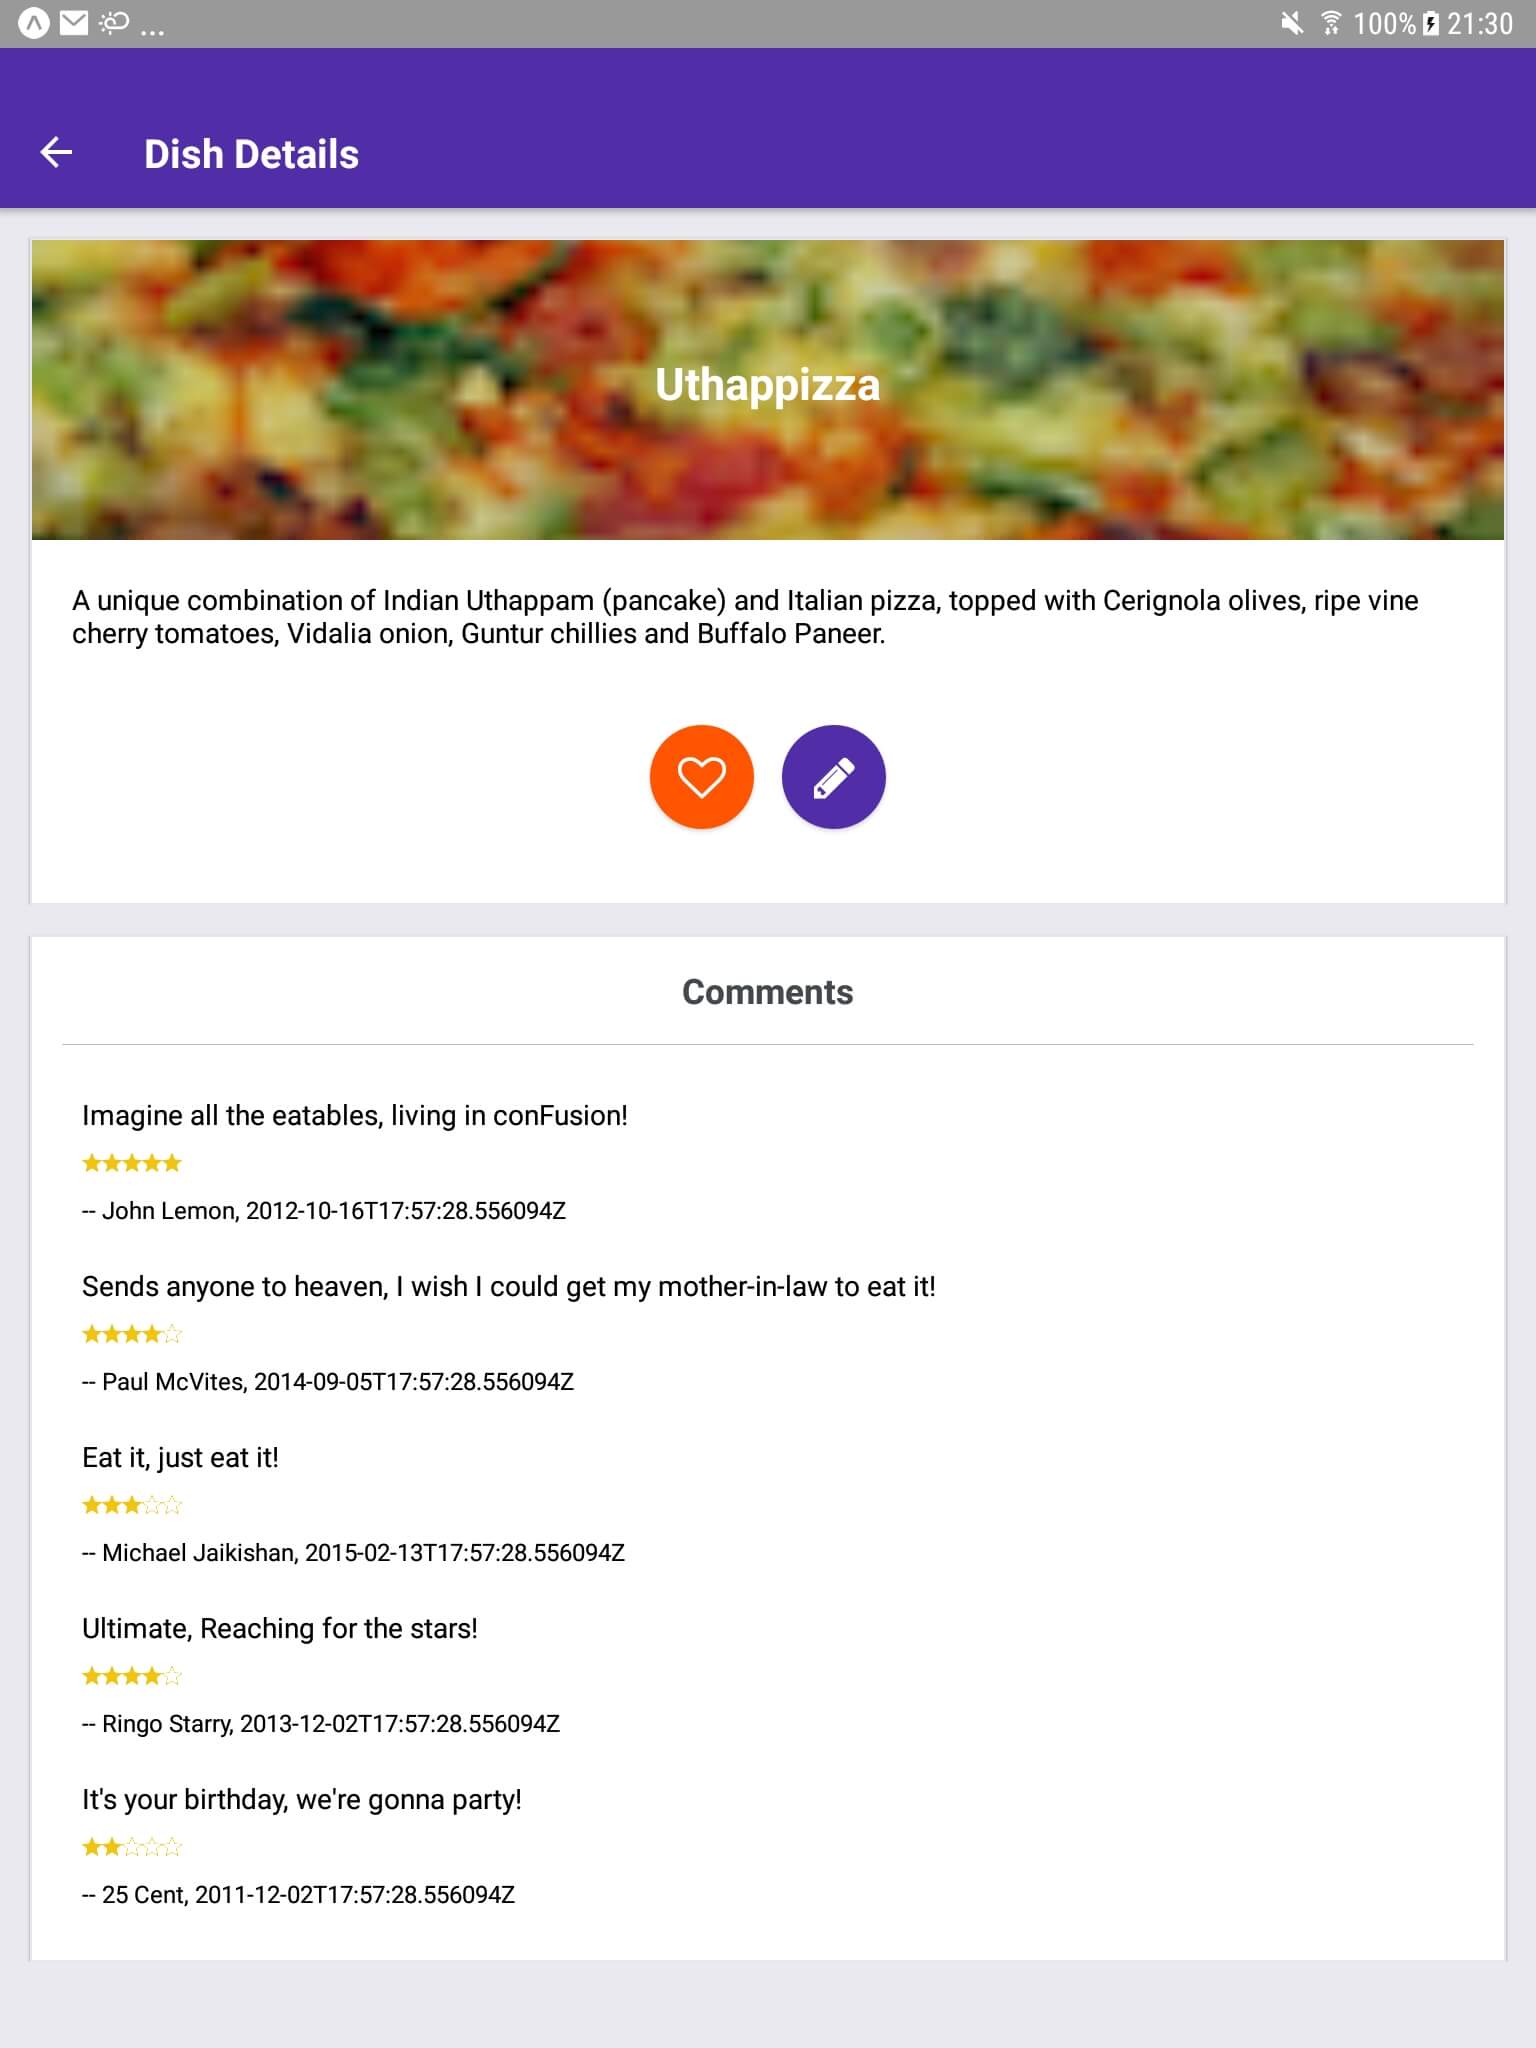 ... 100% 21:30
Dish Details
Uthappizza
A unique combination of Indian Uthappam (pancake) and Italian pizza, topped with Cerignola olives, ripe vine
cherry tomatoes, Vidalia onion, Guntur chillies and Buffalo Paneer.
Comments
Imagine all the eatables, living in conFusion!
-- John Lemon, 2012-10-16T17:57:28.556094Z
Sends anyone to heaven, I wish I could get my mother-in-law to eat it!
-- Paul McVites, 2014-09-05T17:57:28.556094Z
Eat it, just eat it!
-- Michael Jaikishan, 2015-02-13T17:57:28.556094Z
Ultimate, Reaching for the stars!
-- Ringo Starry, 2013-12-02T17:57:28.556094Z
It's your birthday, we're gonna party!
-- 25 Cent, 2011-12-02T17:57:28.556094Z